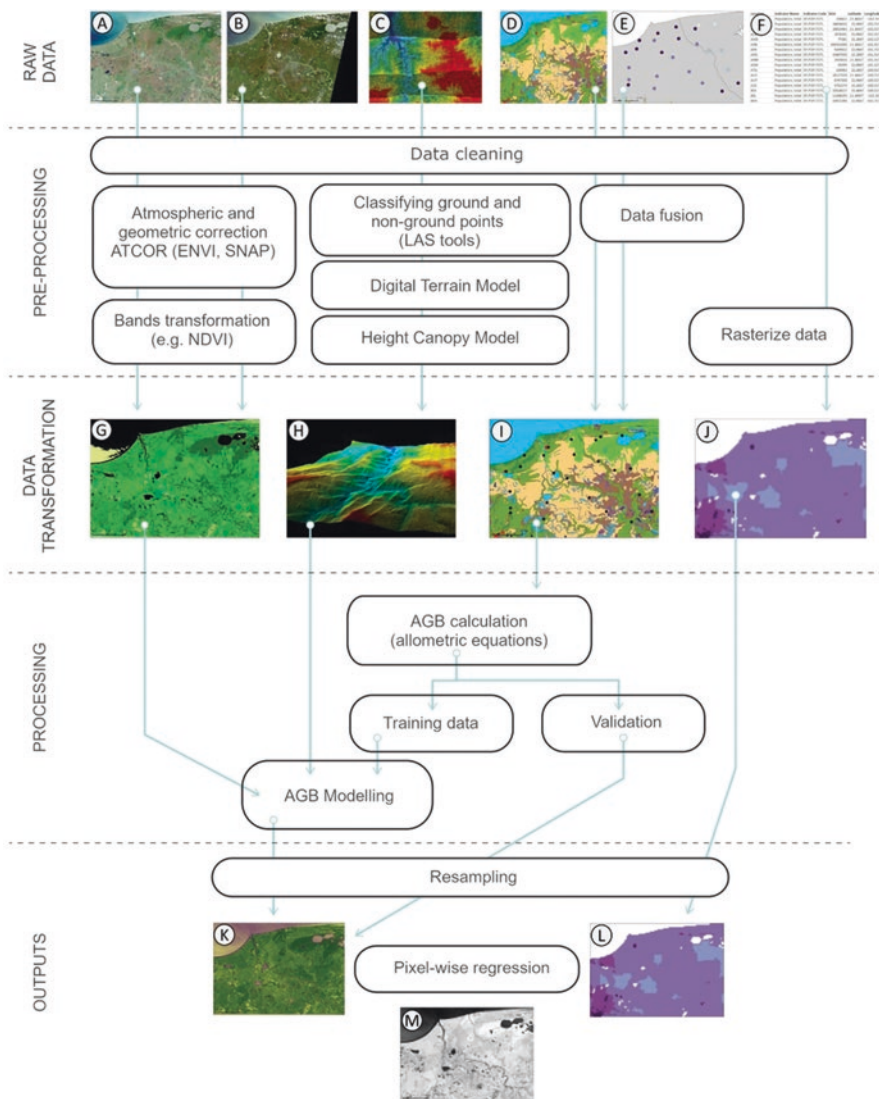 A
B
C
D
E
F
RAW
DATA
Data cleaning
PRE-PROCESSING
Atmospheric and
geometric correction
ATCOR (ENVI, SNAP)
Classifying ground and
non-ground points
(LAS tools)
Data fusion
Digital Terrain Model
Bands transformation
(e.g. NDVI)
Height Canopy Model
Rasterize data
DATA
TRANSFORMATION
G
H
I
J
PROCESSING
AGB calculation
(allometric equations)
Training data
Validation
AGB Modelling
OUTPUTS
Resampling
K
L
Pixel-wise regression
M